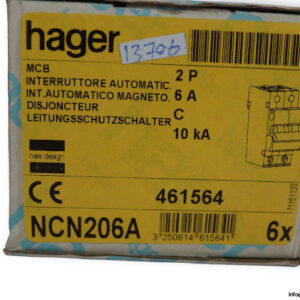 hager
13706
MCB 2 P
INTERRUTTORE AUTOMATIC. 6 A
INT.AUTOMATICO MAGNETO.
DISJONCTEUR C
LEITUNGSSCHUTZSCHALTER 10 kA
new design
CE 461564
NCN206A 6x
3 250614 615641